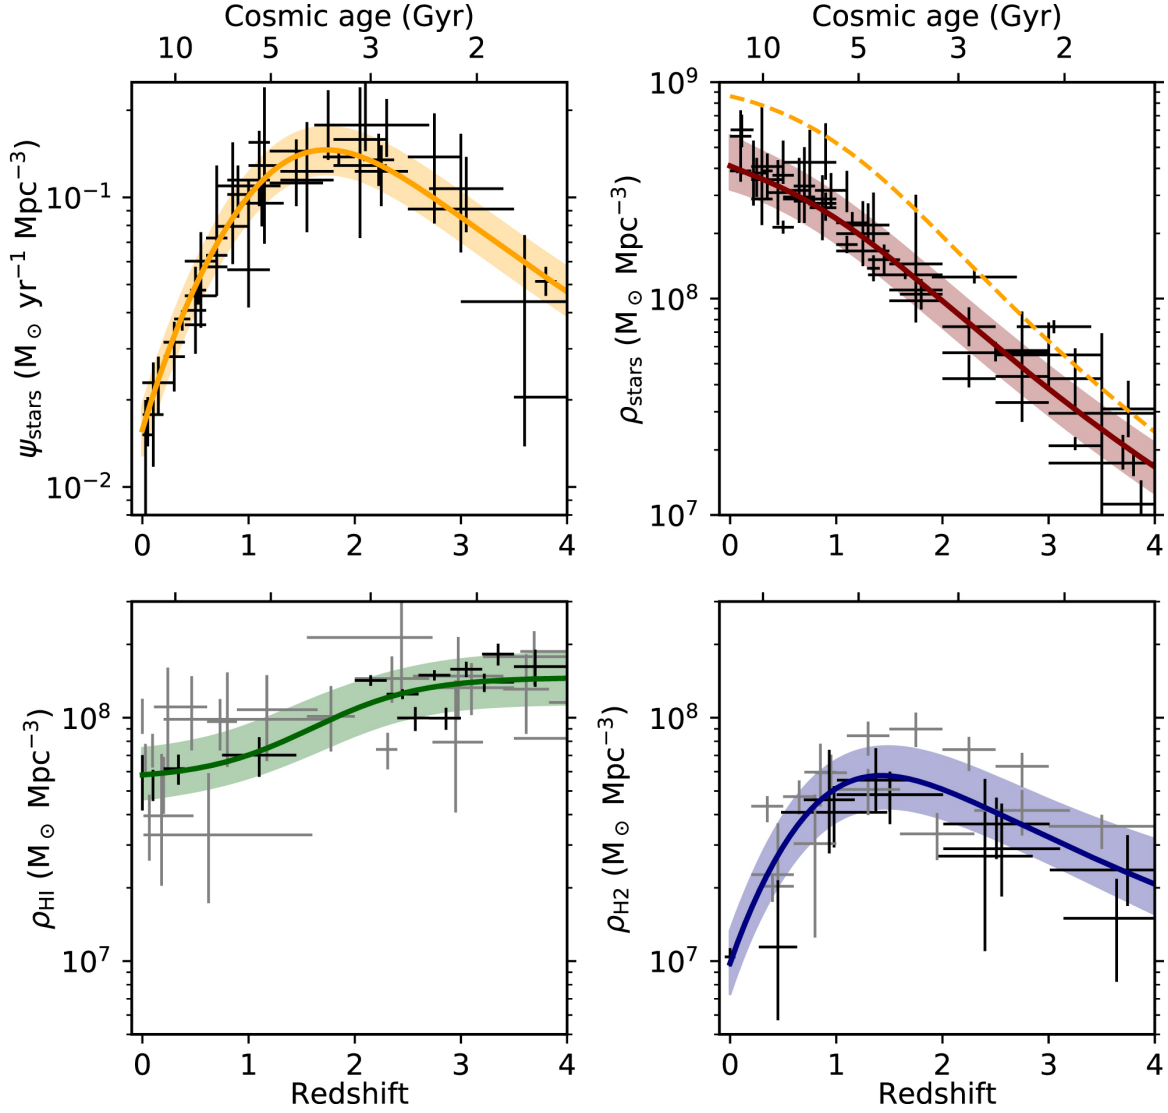 Cosmic age (Gyr)
10 5 3 2
ψstars (M⊙ yr⁻¹ Mpc⁻³)
10⁻¹
10⁻²
0 1 2 3 4
Cosmic age (Gyr)
10 5 3 2
ρstars (M⊙ Mpc⁻³)
10⁹
10⁸
10⁷
0 1 2 3 4
ρHI (M⊙ Mpc⁻³)
10⁸
10⁷
0 1 2 3 4
Redshift
ρH2 (M⊙ Mpc⁻³)
10⁸
10⁷
0 1 2 3 4
Redshift